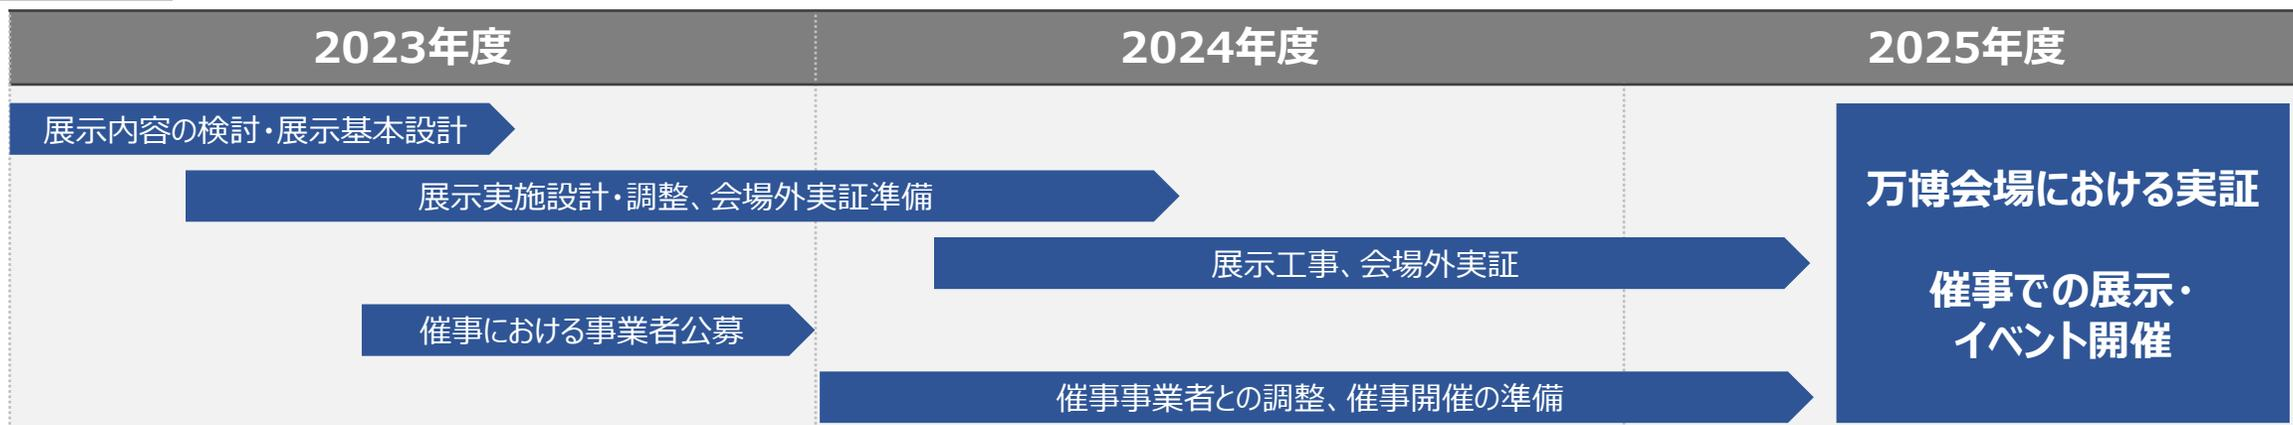 2023年度 2024年度 2025年度
展示内容の検討・展示基本設計
展示実施設計・調整、会場外実証準備
展示工事、会場外実証
催事における事業者公募
催事事業者との調整、催事開催の準備
万博会場における実証
催事での展示・
イベント開催